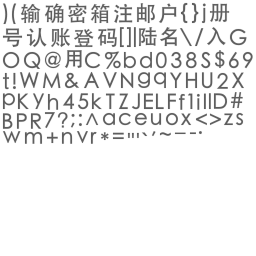 )(输确密箱注邮户{}j册
号认账登码[]|陆名\/入G
OQ@用C%bd038S$69
t!WM&AVNgqYHU2X
pKyh45kTZJELFf1ilID#
BPR7?;:^aceuox<>zs
wm+nvr*=